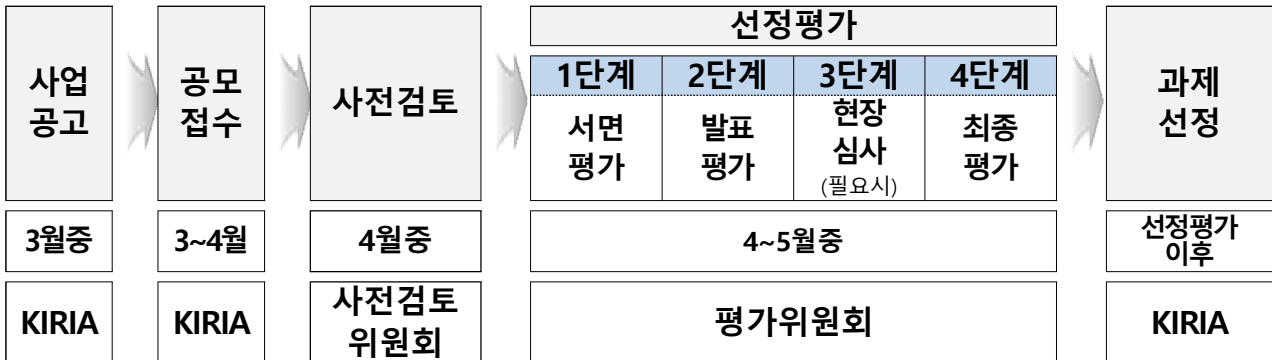 사업
공고
공모
접수
사전검토
선정평가
1단계
서면
평가
2단계
발표
평가
3단계
현장
심사
(필요시)
4단계
최종
평가
과제
선정
3월중
3~4월
4월중
4~5월중
선정평가
이후
KIRIA
KIRIA
사전검토
위원회
평가위원회
KIRIA